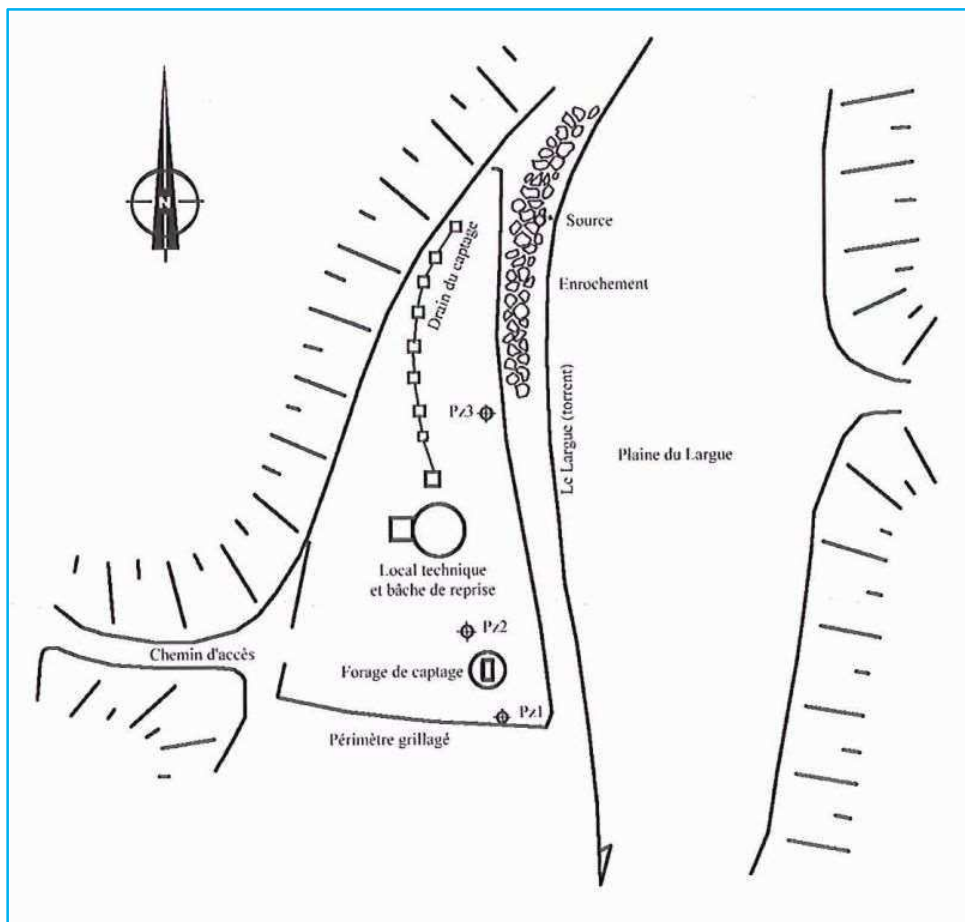 N
Source
Drain du captage
Enrochement
Pz3
Le Largue (torrent)
Plaine du Largue
Local technique
et bâche de reprise
Pz2
Chemin d'accès
Forage de captage
Pz1
Périmètre grillagé